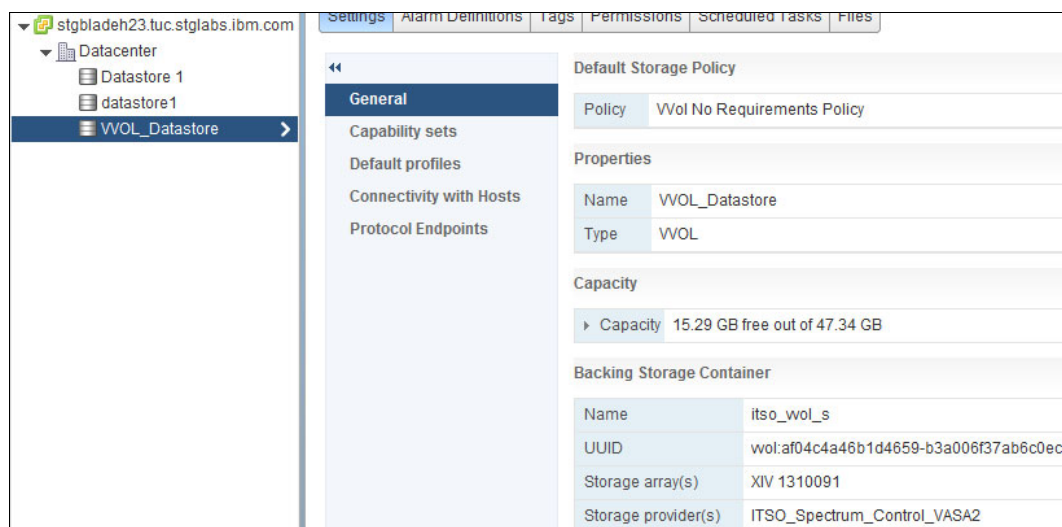 stgbladeh23.tuc.stglabs.ibm.com
Datacenter
Datastore 1
datastore1
VVOL_Datastore
Settings Alarm Definitions Tags Permissions Scheduled Tasks Files
General
Capability sets
Default profiles
Connectivity with Hosts
Protocol Endpoints
Default Storage Policy
Policy VVol No Requirements Policy
Properties
Name VVOL_Datastore
Type VVOL
Capacity
Capacity 15.29 GB free out of 47.34 GB
Backing Storage Container
Name itso_vvol_s
UUID vvol:af04c4a46b1d4659-b3a006f37ab6c0ec
Storage array(s) XIV 1310091
Storage provider(s) ITSO_Spectrum_Control_VASA2